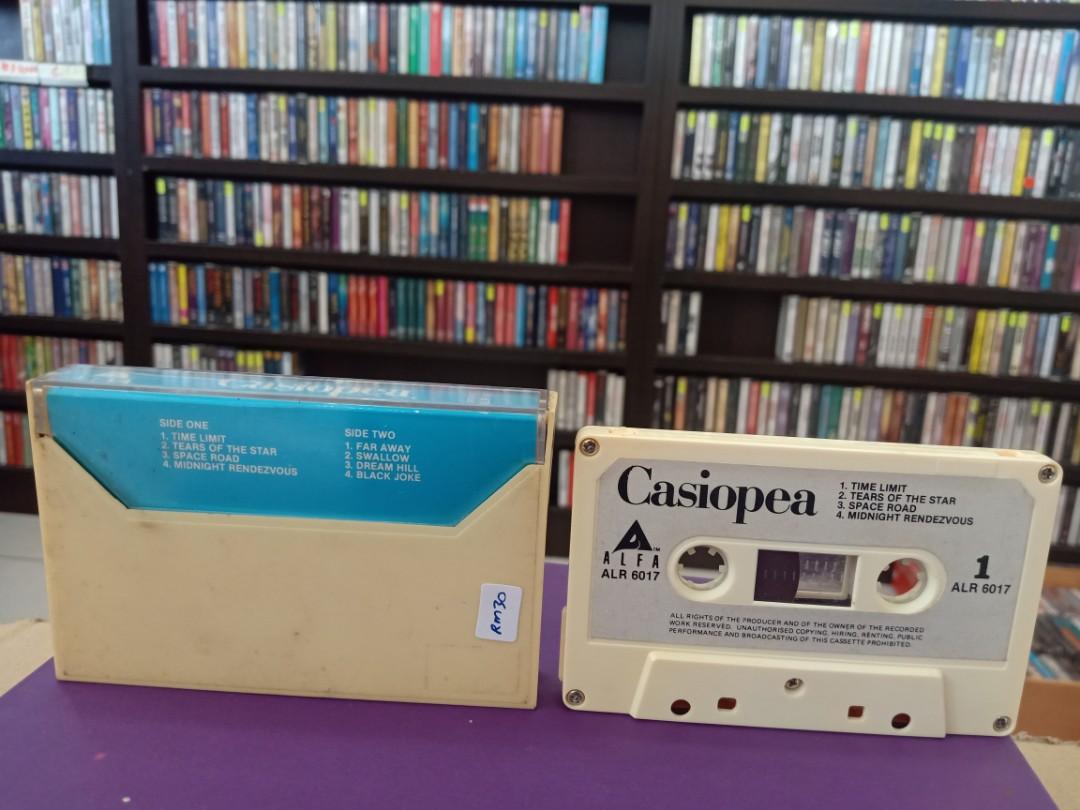 Casiopea
SIDE ONE
1. TIME LIMIT
2. TEARS OF THE STAR
3. SPACE ROAD
4. MIDNIGHT RENDEZVOUS
SIDE TWO
1. FAR AWAY
2. SWALLOW
3. DREAM HILL
4. BLACK JOKE
RM30
Casiopea
1. TIME LIMIT
2. TEARS OF THE STAR
3. SPACE ROAD
4. MIDNIGHT RENDEZVOUS
ALFA
TM
ALR 6017
1
ALR 6017
ALL RIGHTS OF THE PRODUCER AND OF THE OWNER OF THE RECORDED
WORK RESERVED. UNAUTHORISED COPYING, HIRING, RENTING, PUBLIC
PERFORMANCE AND BROADCASTING OF THIS CASSETTE PROHIBITED.